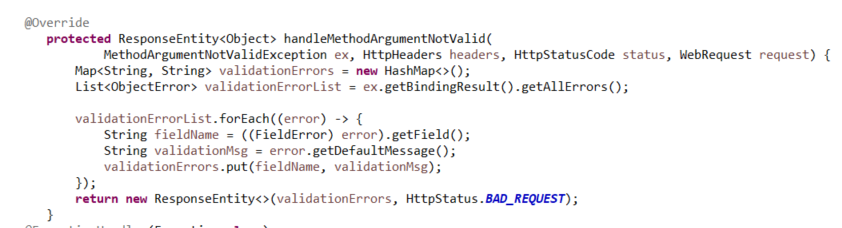 @Override
protected ResponseEntity<Object> handleMethodArgumentNotValid(
MethodArgumentNotValidException ex, HttpHeaders headers, HttpStatusCode status, WebRequest request) {
Map<String, String> validationErrors = new HashMap<>();
List<ObjectError> validationErrorList = ex.getBindingResult().getAllErrors();
validationErrorList.forEach((error) -> {
String fieldName = ((FieldError) error).getField();
String validationMsg = error.getDefaultMessage();
validationErrors.put(fieldName, validationMsg);
});
return new ResponseEntity<>(validationErrors, HttpStatus.BAD_REQUEST);
}